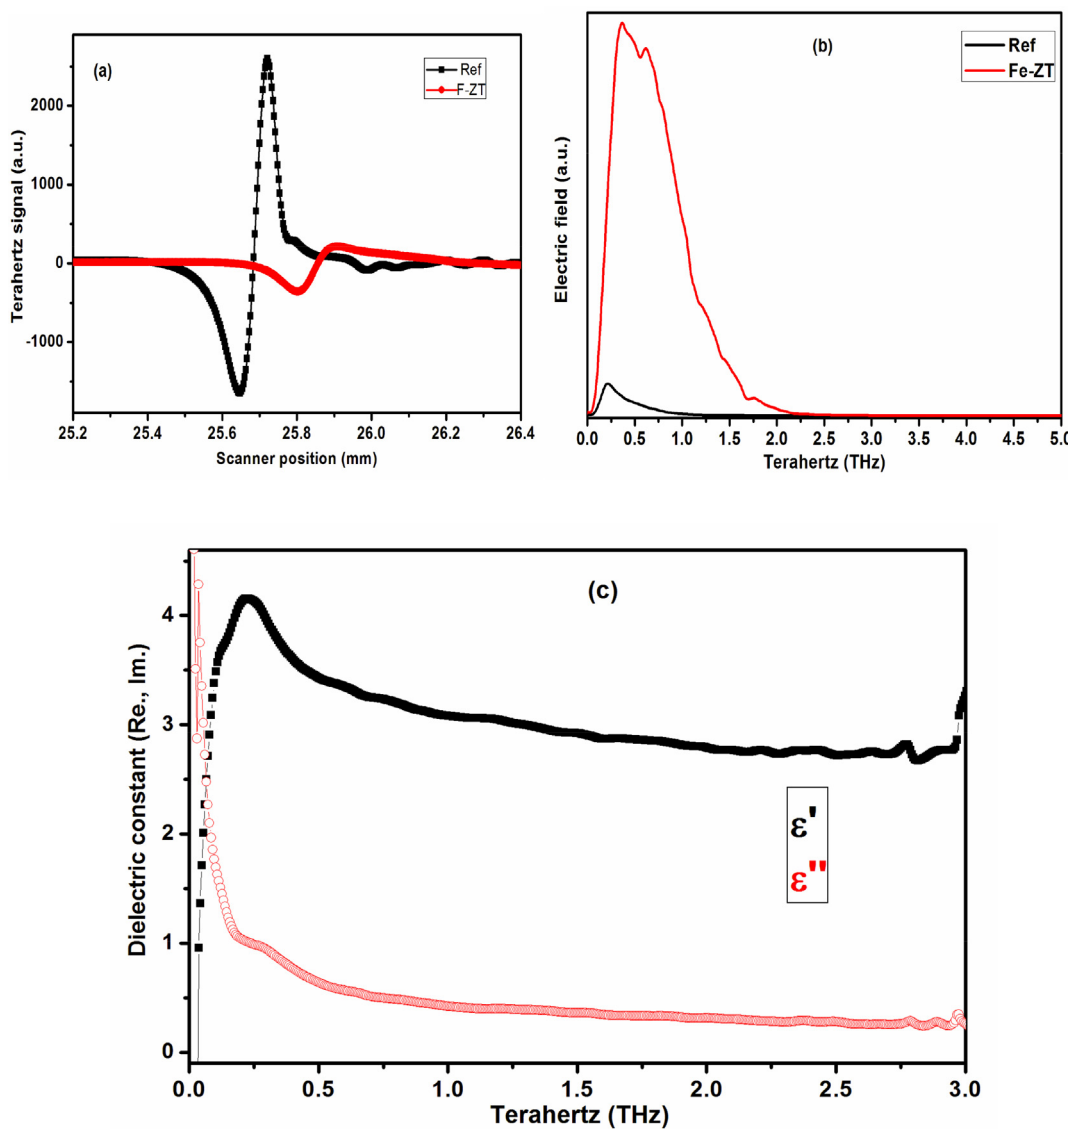 (a)
Ref
F-ZT
Terahertz signal (a.u.)
2000
1000
0
-1000
25.2 25.4 25.6 25.8 26.0 26.2 26.4
Scanner position (mm)
(b)
Ref
Fe-ZT
Electric field (a.u.)
0.0 0.5 1.0 1.5 2.0 2.5 3.0 3.5 4.0 4.5 5.0
Terahertz (THz)
(c)
Dielectric constant (Re., Im.)
4
3
2
1
0
ε'
ε"
0.0 0.5 1.0 1.5 2.0 2.5 3.0
Terahertz (THz)